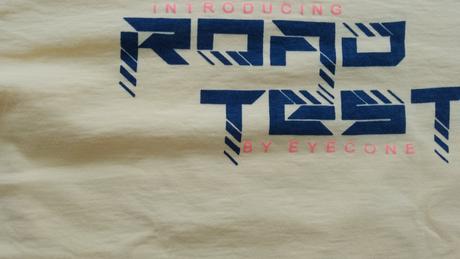 INTRODUCING
ROAD
TEST
BY EYECONE